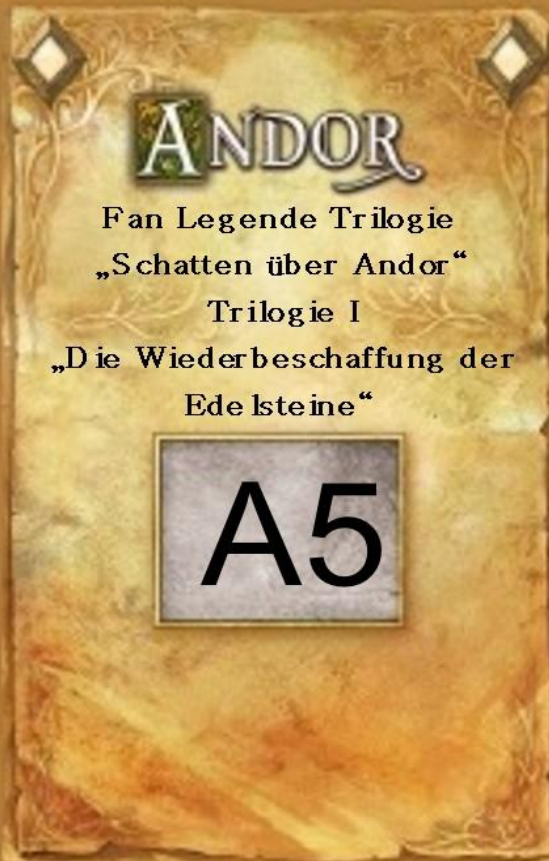 ANDOR
Fan Legende Trilogie
„Schatten über Andor“
Trilogie I
„Die Wiederbeschaffung der
Edelsteine“
A5